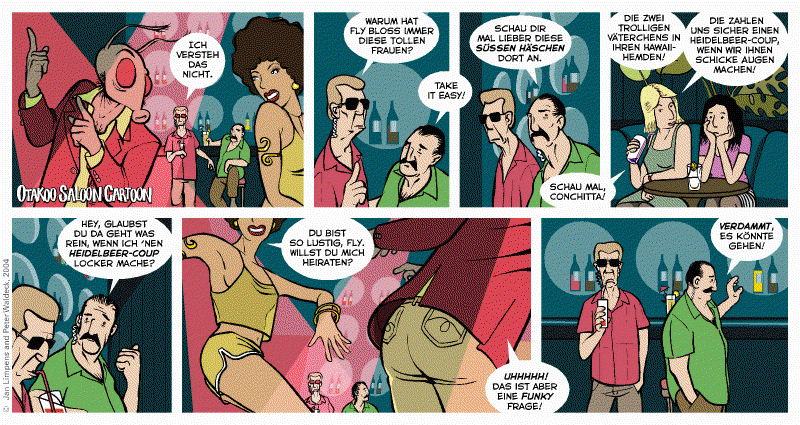 ICH
VERSTEH
DAS
NICHT.
OTAKOO SALOON CARTOON
WARUM HAT
FLY BLOSS IMMER
DIESE TOLLEN
FRAUEN?
TAKE
IT EASY!
SCHAU DIR
MAL LIEBER DIESE
SÜSSEN HÄSCHEN
DORT AN.
DIE ZWEI
TROLLIGEN
VÄTERCHENS IN
IHREN HAWAII-
HEMDEN!
DIE ZAHLEN
UNS SICHER EINEN
HEIDELBEER-COUP,
WENN WIR IHNEN
SCHICKE AUGEN
MACHEN!
SCHAU MAL,
CONCHITTA!
HEY, GLAUBST
DU DA GEHT WAS
REIN, WENN ICH 'NEN
HEIDELBEER-COUP
LOCKER MACHE?
DU BIST
SO LUSTIG, FLY.
WILLST DU MICH
HEIRATEN?
UHHHHH!
DAS IST ABER
EINE FUNKY
FRAGE!
VERDAMMT,
ES KÖNNTE
GEHEN!
© Jan Limpens and Peter Waldeck, 2004